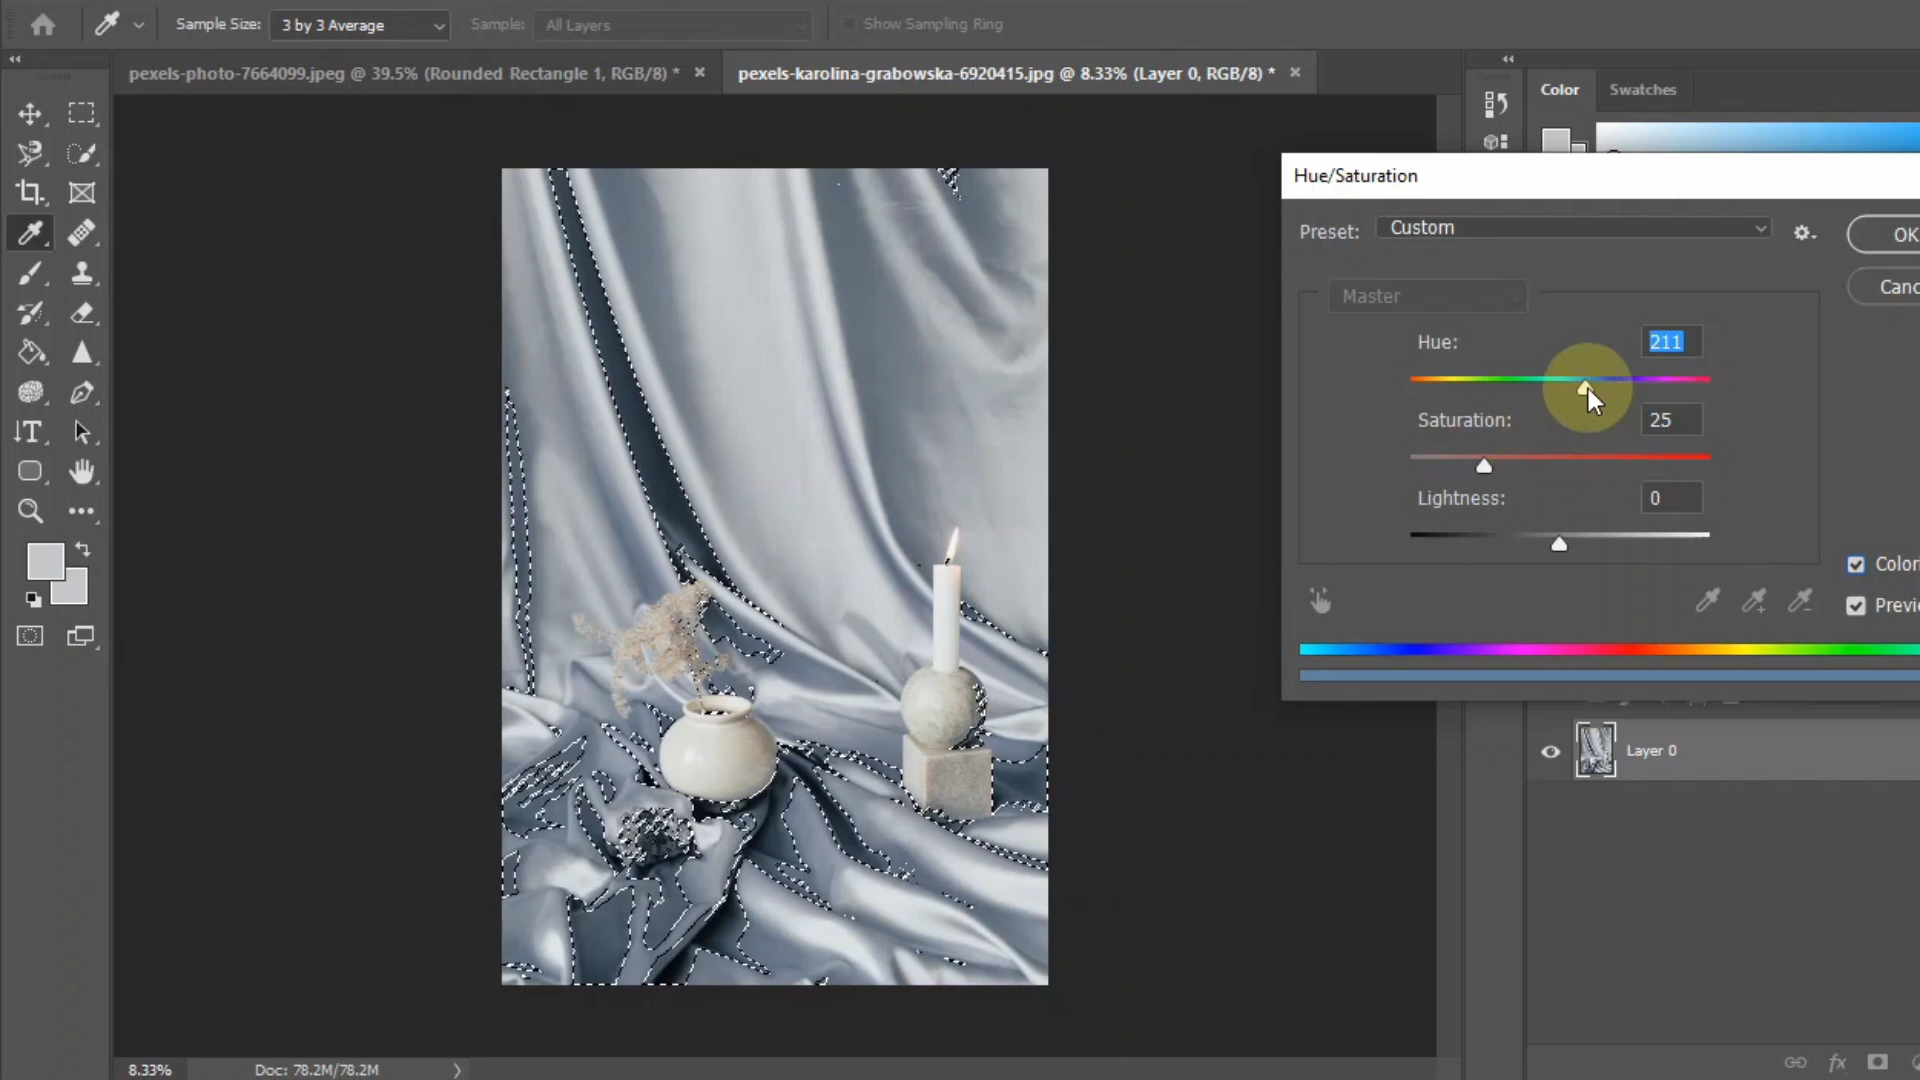 Sample Size: 3 by 3 Average Sample: All Layers Show Sampling Ring
pexels-photo-7664099.jpeg @ 39.5% (Rounded Rectangle 1, RGB/8) * × pexels-karolina-grabowska-6920415.jpg @ 8.33% (Layer 0, RGB/8) * ×
Color Swatches
Hue/Saturation
Preset: Custom
OK
Canc
Master
Hue: 211
Saturation: 25
Lightness: 0
Colori
Previe
Layer 0
fx
8.33% Doc: 78.2M/78.2M